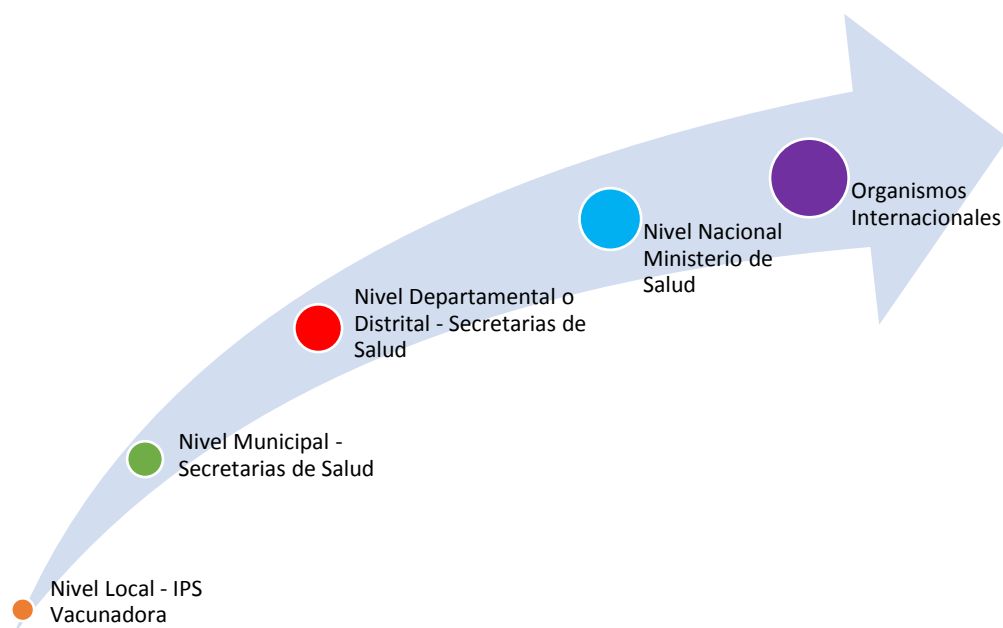 Organismos
Internacionales
Nivel Nacional
Ministerio de
Salud
Nivel Departamental o
Distrital - Secretarias de
Salud
Nivel Municipal -
Secretarias de Salud
Nivel Local - IPS
Vacunadora